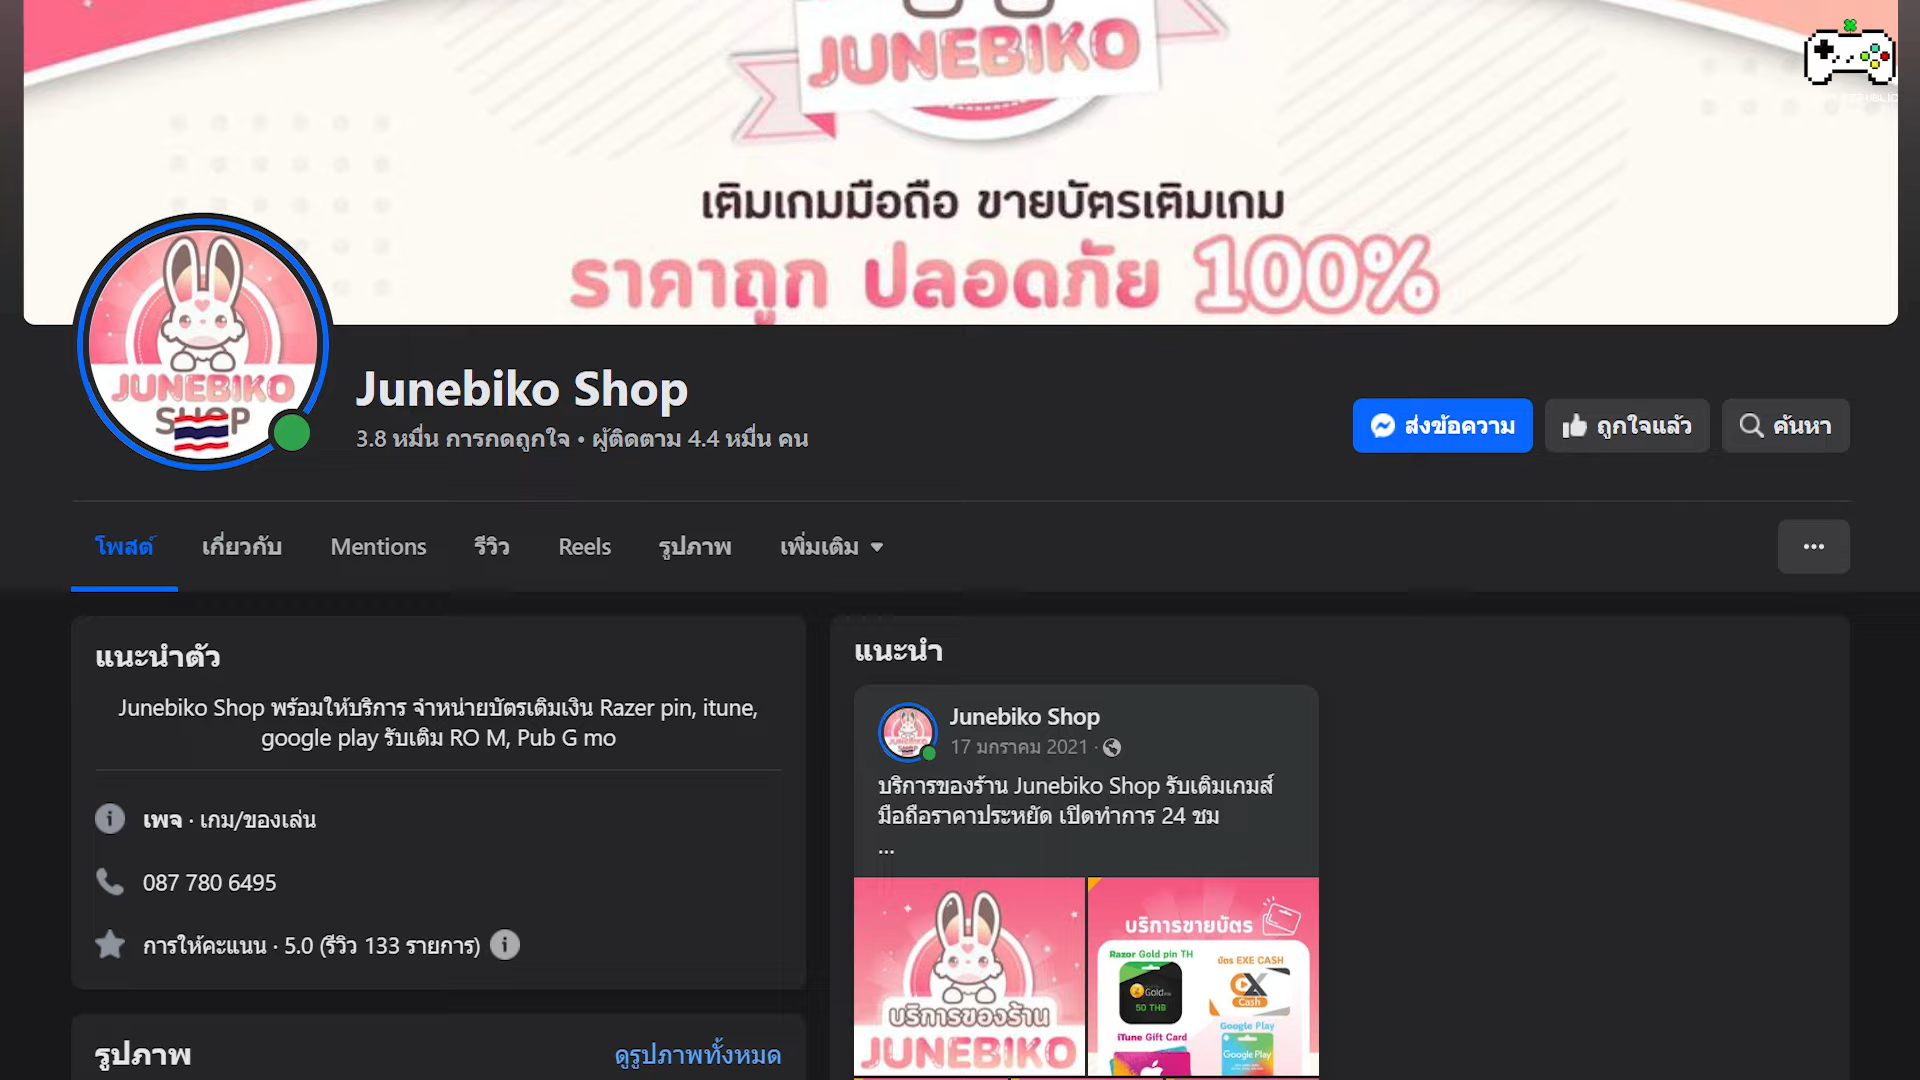 JUNEBIKO
เติมเกมมือถือ ขายบัตรเติมเกม
ราคาถูก ปลอดภัย 100%
JUNEBIKO
SHOP
Junebiko Shop
3.8 หมื่น การกดถูกใจ • ผู้ติดตาม 4.4 หมื่น คน
ส่งข้อความ
ถูกใจแล้ว
ค้นหา
โพสต์
เกี่ยวกับ
Mentions
รีวิว
Reels
รูปภาพ
เพิ่มเติม
แนะนำตัว
Junebiko Shop พร้อมให้บริการ จำหน่ายบัตรเติมเงิน Razer pin, itune,
google play รับเติม RO M, Pub G mo
เพจ · เกม/ของเล่น
087 780 6495
การให้คะแนน · 5.0 (รีวิว 133 รายการ)
รูปภาพ
ดูรูปภาพทั้งหมด
แนะนำ
Junebiko Shop
17 มกราคม 2021 ·
บริการของร้าน Junebiko Shop รับเติมเกมส์
มือถือราคาประหยัด เปิดทำการ 24 ชม
...
บริการของร้าน
JUNEBIKO
บริการขายบัตร
Razor Gold pin TH
บัตร EXE CASH
Gold
50 THB
Cash
iTune Gift Card
Google Play
Google Play